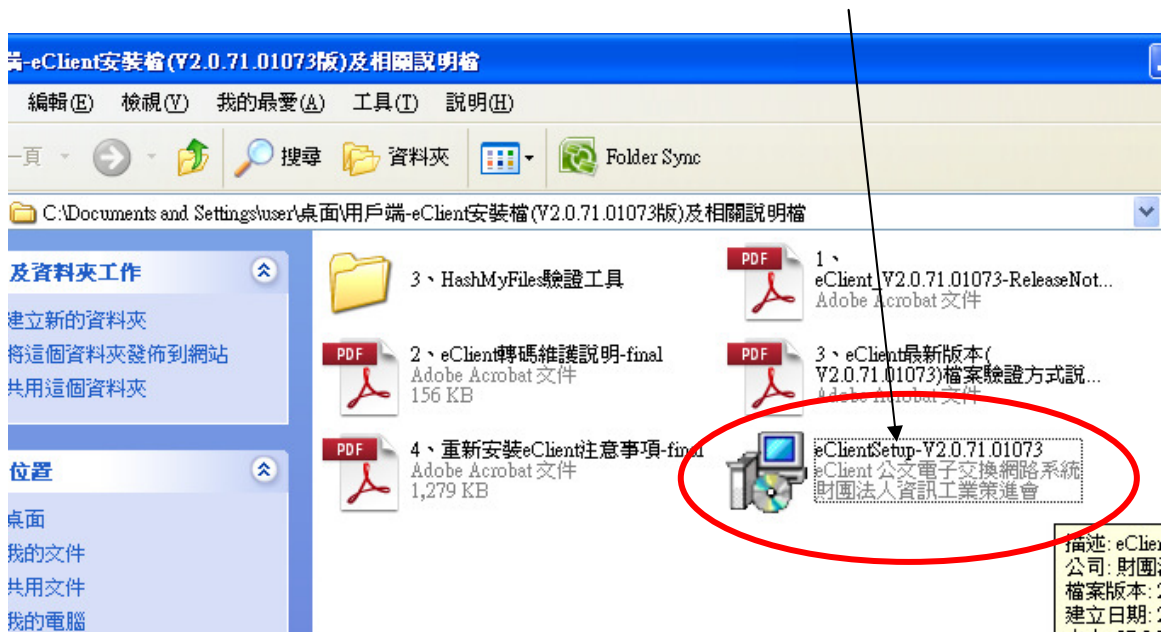 端-eClient安裝檔(V2.0.71.01073版)及相關說明檔
編輯(E) 檢視(V) 我的最愛(A) 工具(T) 說明(H)
一頁 搜尋 資料夾 Folder Sync
C:\Documents and Settings\user\桌面\用戶端-eClient安裝檔(V2.0.71.01073版)及相關說明檔
及資料夾工作
建立新的資料夾
將這個資料夾發佈到網站
共用這個資料夾
位置
桌面
我的文件
共用文件
我的電腦
3、HashMyFiles驗證工具
PDF
1、
eClient_V2.0.71.01073-ReleaseNot...
Adobe Acrobat 文件
PDF
2、eClient轉碼維護說明-final
Adobe Acrobat 文件
156 KB
PDF
3、eClient最新版本(
V2.0.71.01073)檔案驗證方式說...
Adobe Acrobat 文件
PDF
4、重新安裝eClient注意事項-final
Adobe Acrobat 文件
1,279 KB
eClientSetup-V2.0.71.01073
eClient 公文電子交換網路系統
財團法人資訊工業策進會
描述: eClie
公司: 財團
檔案版本: 2
建立日期: 2